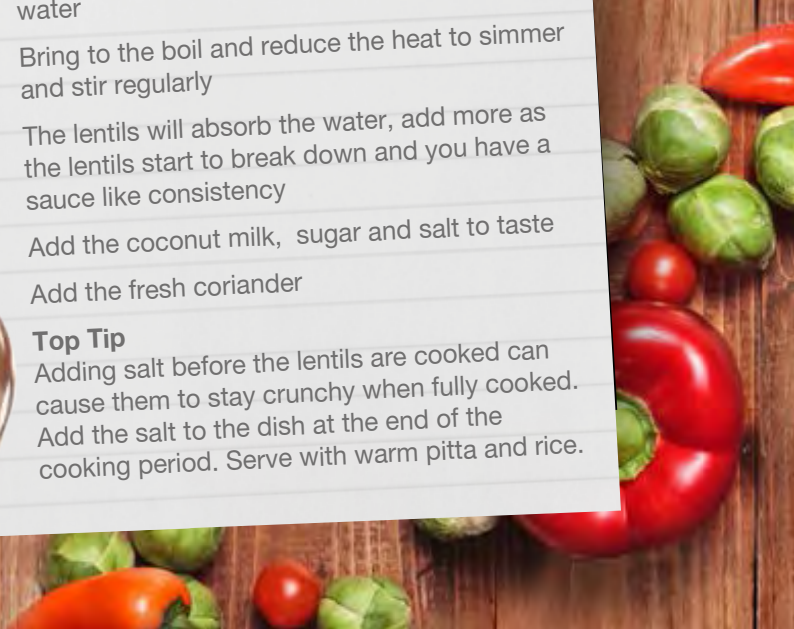 water
Bring to the boil and reduce the heat to simmer
and stir regularly
The lentils will absorb the water, add more as
the lentils start to break down and you have a
sauce like consistency
Add the coconut milk,  sugar and salt to taste
Add the fresh coriander
Top Tip
Adding salt before the lentils are cooked can
cause them to stay crunchy when fully cooked.
Add the salt to the dish at the end of the
cooking period. Serve with warm pitta and rice.